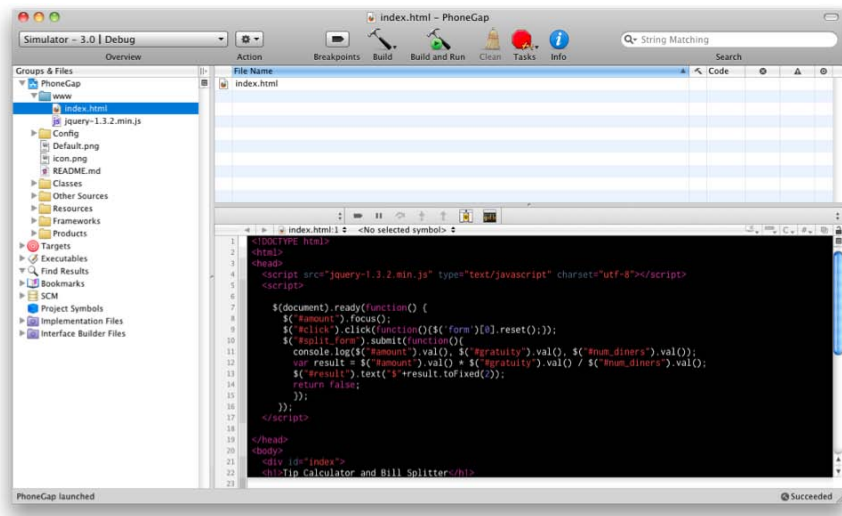 index.html – PhoneGap
Simulator – 3.0 | Debug
String Matching
Overview
Action
Breakpoints
Build
Build and Run
Clean
Tasks
Info
Search
Groups & Files
PhoneGap
www
index.html
jquery-1.3.2.min.js
Config
Default.png
icon.png
README.md
Classes
Other Sources
Resources
Frameworks
Products
Targets
Executables
Find Results
Bookmarks
SCM
Project Symbols
Implementation Files
Interface Builder Files
File Name
Code
index.html
index.html:1
<No selected symbol>
C
#
1 <!DOCTYPE html>
2 <html>
3 <head>
4 <script src="jquery-1.3.2.min.js" type="text/javascript" charset="utf-8"></script>
5 <script>
6
7 $(document).ready(function() {
8 $("#amount").focus();
9 $("#click").click(function(){$('form')[0].reset();});
10 $("#split_form").submit(function(){
11 console.log($("#amount").val(), $("#gratuity").val(), $("#num_diners").val());
12 var result = $("#amount").val() * $("#gratuity").val() / $("#num_diners").val();
13 $("#result").text("$"+result.toFixed(2));
14 return false;
15 });
16 });
17 </script>
18
19 </head>
20 <body>
21 <div id="index">
22 <h1>Tip Calculator and Bill Splitter</h1>
23
PhoneGap launched
Succeeded